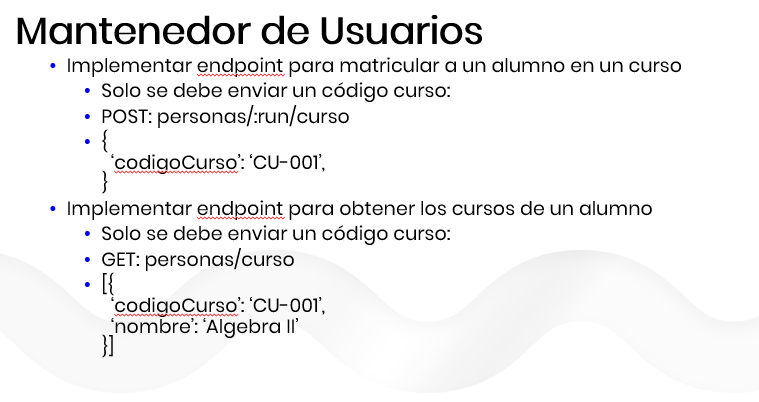 Mantenedor de Usuarios
• Implementar endpoint para matricular a un alumno en un curso
• Solo se debe enviar un código curso:
• POST: personas/:run/curso
• {
‘codigoCurso’: ‘CU-001’,
}
• Implementar endpoint para obtener los cursos de un alumno
• Solo se debe enviar un código curso:
• GET: personas/curso
• [{
‘codigoCurso’: ‘CU-001’,
‘nombre’: ‘Algebra II’
}]